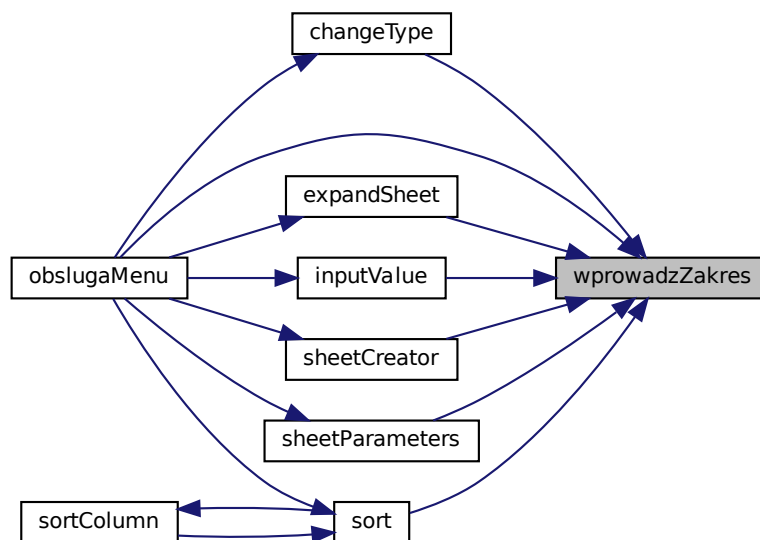 changeType
expandSheet
obslugaMenu
inputValue
wprowadzZakres
sheetCreator
sheetParameters
sortColumn
sort